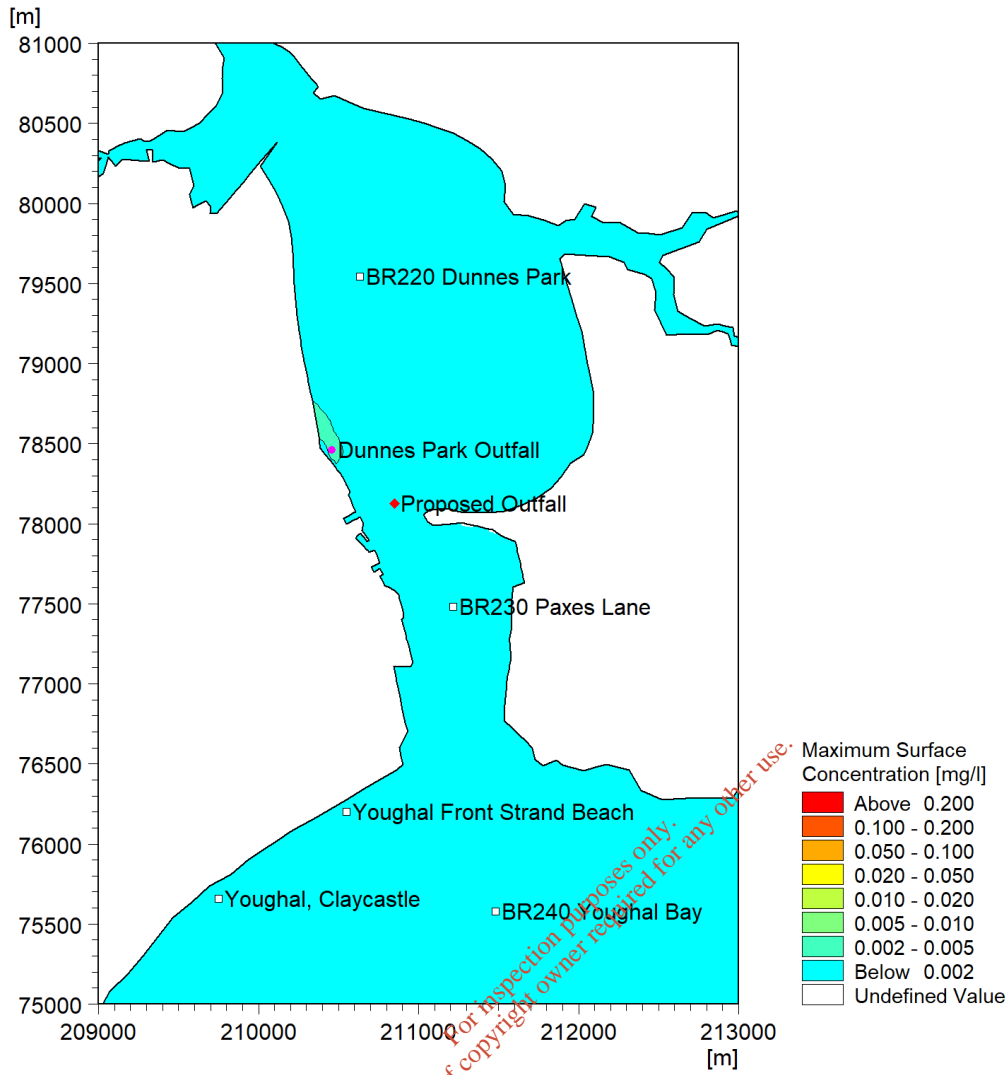 [m]
81000
80500
80000
79500
79000
78500
78000
77500
77000
76500
76000
75500
75000
209000
210000
211000
212000
213000
[m]
BR220 Dunnes Park
Dunnes Park Outfall
Proposed Outfall
BR230 Paxes Lane
Youghal Front Strand Beach
Youghal, Claycastle
BR240 Youghal Bay
Maximum Surface
Concentration [mg/l]
Above 0.200
0.100 - 0.200
0.050 - 0.100
0.020 - 0.050
0.010 - 0.020
0.005 - 0.010
0.002 - 0.005
Below 0.002
Undefined Value
For inspection purposes only.
f copyright owner required for any other use.